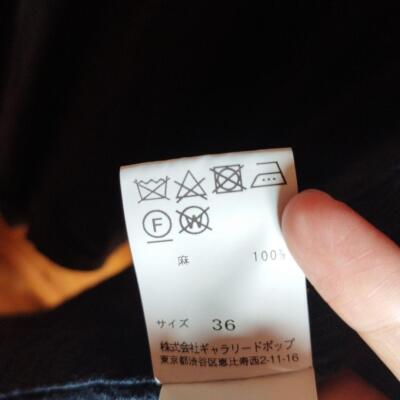 F W
麻 100%
サイズ 36
株式会社ギャラリードポップ
東京都渋谷区恵比寿西2-11-16